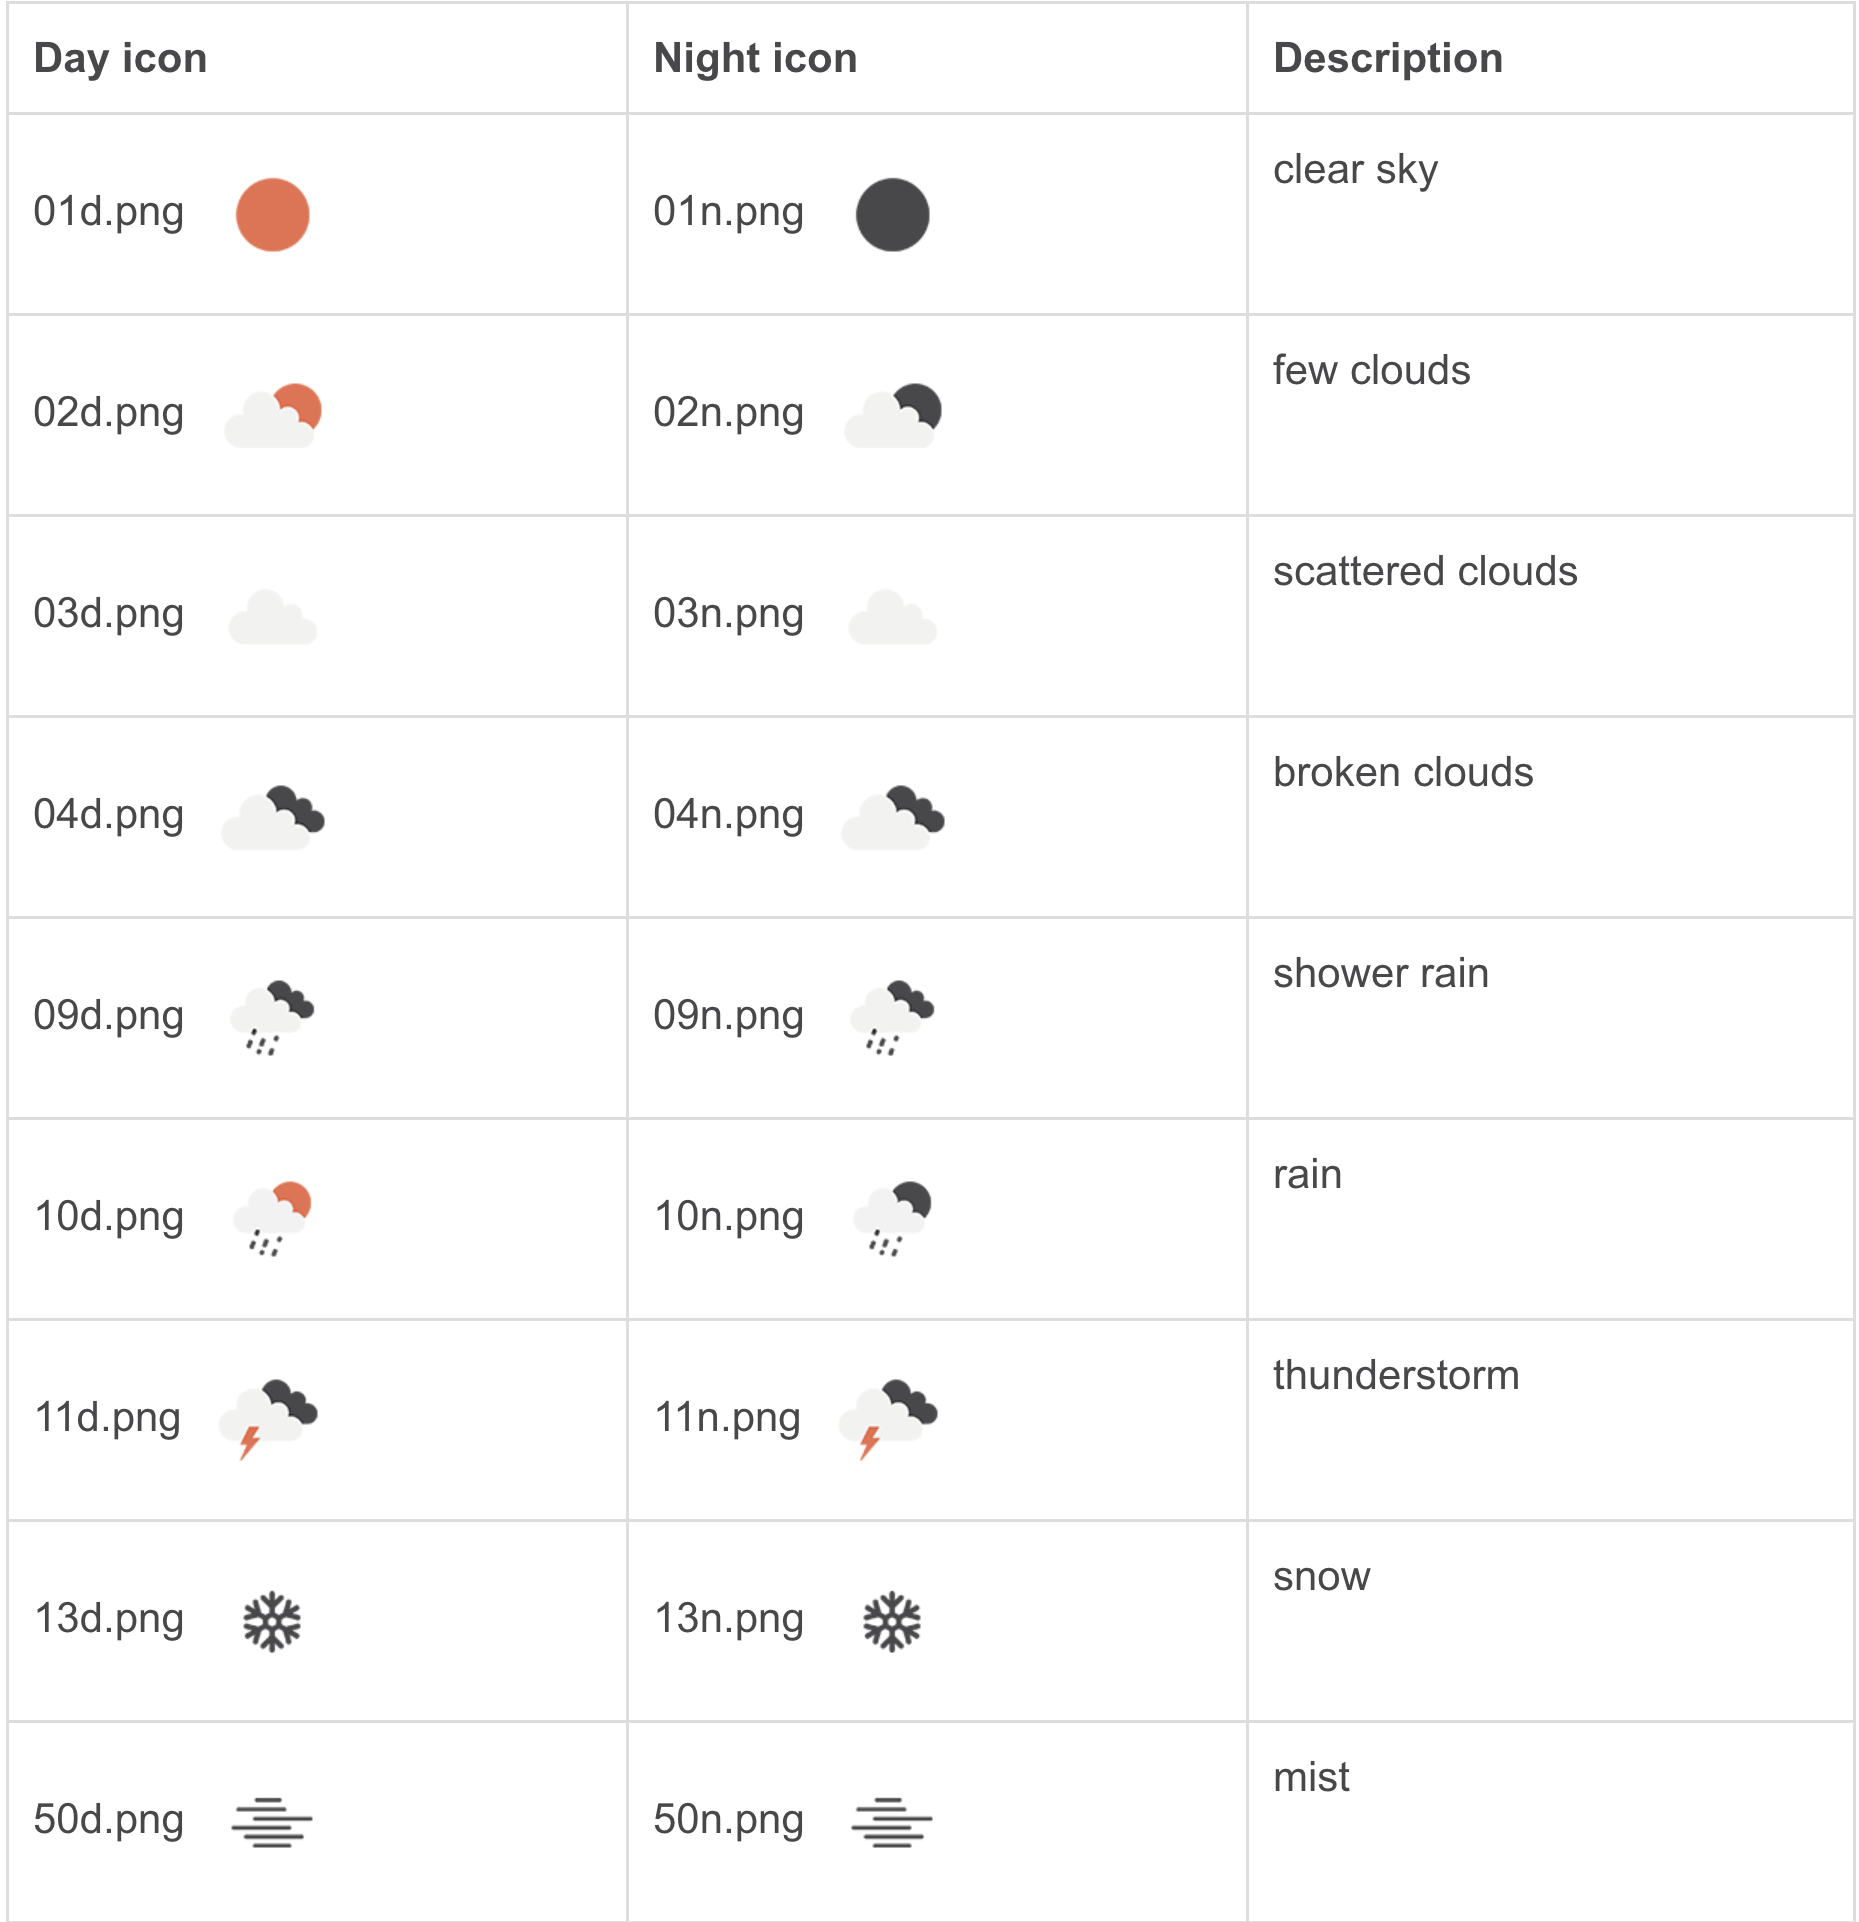 Day icon Night icon Description
01d.png 01n.png clear sky
02d.png 02n.png few clouds
03d.png 03n.png scattered clouds
04d.png 04n.png broken clouds
09d.png 09n.png shower rain
10d.png 10n.png rain
11d.png 11n.png thunderstorm
13d.png 13n.png snow
50d.png 50n.png mist